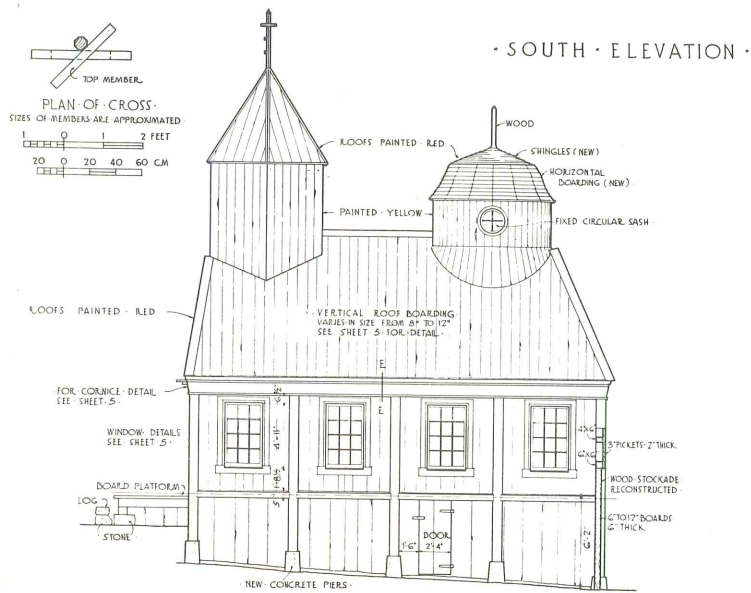 · SOUTH · ELEVATION ·
TOP MEMBER
PLAN · OF · CROSS ·
SIZES OF MEMBERS ARE APPROXIMATED
1 0 1 2 FEET
20 0 20 40 60 CM
WOOD
ROOFS PAINTED · RED
SHINGLES (NEW)
HORIZONTAL
BOARDING (NEW)
PAINTED · YELLOW
FIXED CIRCULAR SASH
ROOFS PAINTED · RED
· VERTICAL ROOF BOARDING
VARIES IN SIZE FROM 8" TO 12"
SEE SHEET 5 FOR DETAIL
E
E
· FOR CORNICE DETAIL
SEE · SHEET · 5 ·
WINDOW · DETAILS
SEE SHEET · 5 ·
4'-11"
1'-8½"
5"
4"X6"
3" PICKETS · 2" THICK
6"X6"
BOARD PLATFORM
LOG
· STONE ·
WOOD STOCKADE
RECONSTRUCTED ·
6" TO 12" BOARDS
6" THICK
6'-2"
DOOR
1'-6"
2'-4"
· NEW · CONCRETE PIERS ·